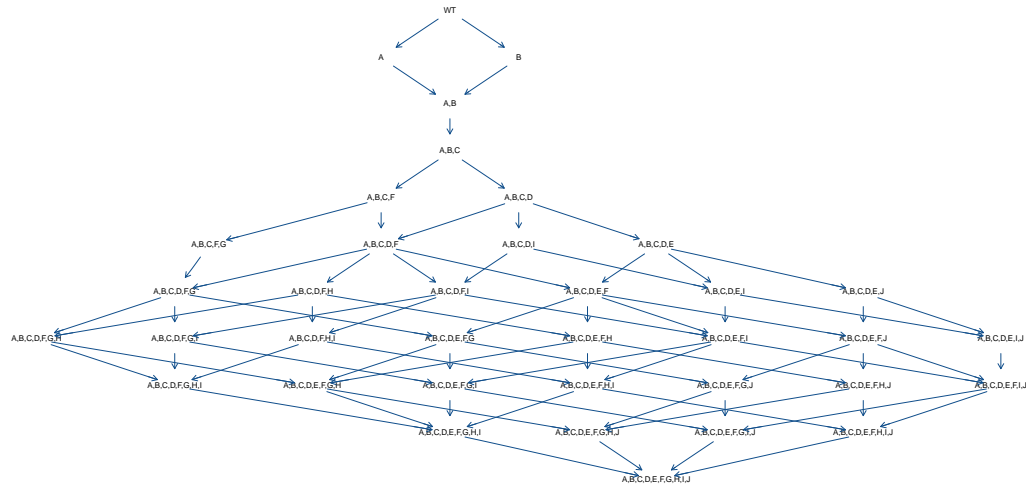 WT
A
B
A,B
A,B,C
A,B,C,F
A,B,C,D
A,B,C,F,G
A,B,C,D,F
A,B,C,D,I
A,B,C,D,E
A,B,C,D,F,G
A,B,C,D,F,H
A,B,C,D,F,I
A,B,C,D,E,F
A,B,C,D,E,I
A,B,C,D,E,J
A,B,C,D,F,G,H
A,B,C,D,F,G,I
A,B,C,D,F,H,I
A,B,C,D,E,F,G
A,B,C,D,E,F,H
A,B,C,D,E,F,I
A,B,C,D,E,F,J
A,B,C,D,E,I,J
A,B,C,D,F,G,H,I
A,B,C,D,E,F,G,H
A,B,C,D,E,F,G,I
A,B,C,D,E,F,H,I
A,B,C,D,E,F,G,J
A,B,C,D,E,F,H,J
A,B,C,D,E,F,I,J
A,B,C,D,E,F,G,H,I
A,B,C,D,E,F,G,H,J
A,B,C,D,E,F,G,I,J
A,B,C,D,E,F,H,I,J
A,B,C,D,E,F,G,H,I,J